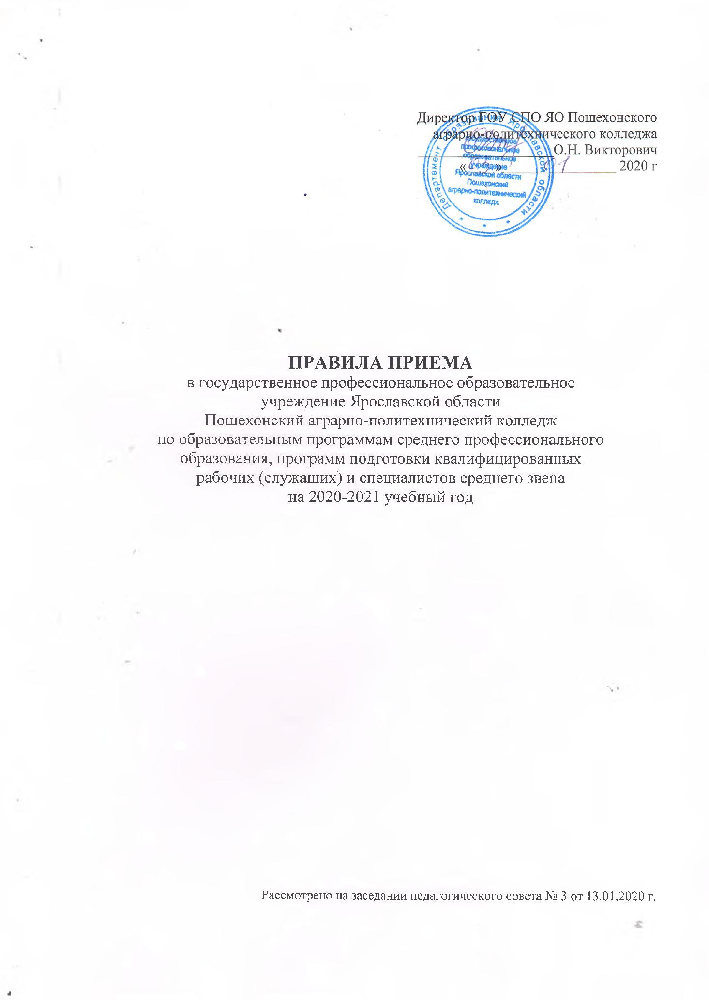 Директор ГОУ СПО ЯО Пошехонского
аграрно-политехнического колледжа
О.Н. Викторович
« » 01 2020 г
Департамент образования Ярославской области
государственное
профессиональное
образовательное
учреждение
Ярославской области
Пошехонский
аграрно-политехнический
колледж
ПРАВИЛА ПРИЕМА
в государственное профессиональное образовательное
учреждение Ярославской области
Пошехонский аграрно-политехнический колледж
по образовательным программам среднего профессионального
образования, программ подготовки квалифицированных
рабочих (служащих) и специалистов среднего звена
на 2020-2021 учебный год
Рассмотрено на заседании педагогического совета № 3 от 13.01.2020 г.